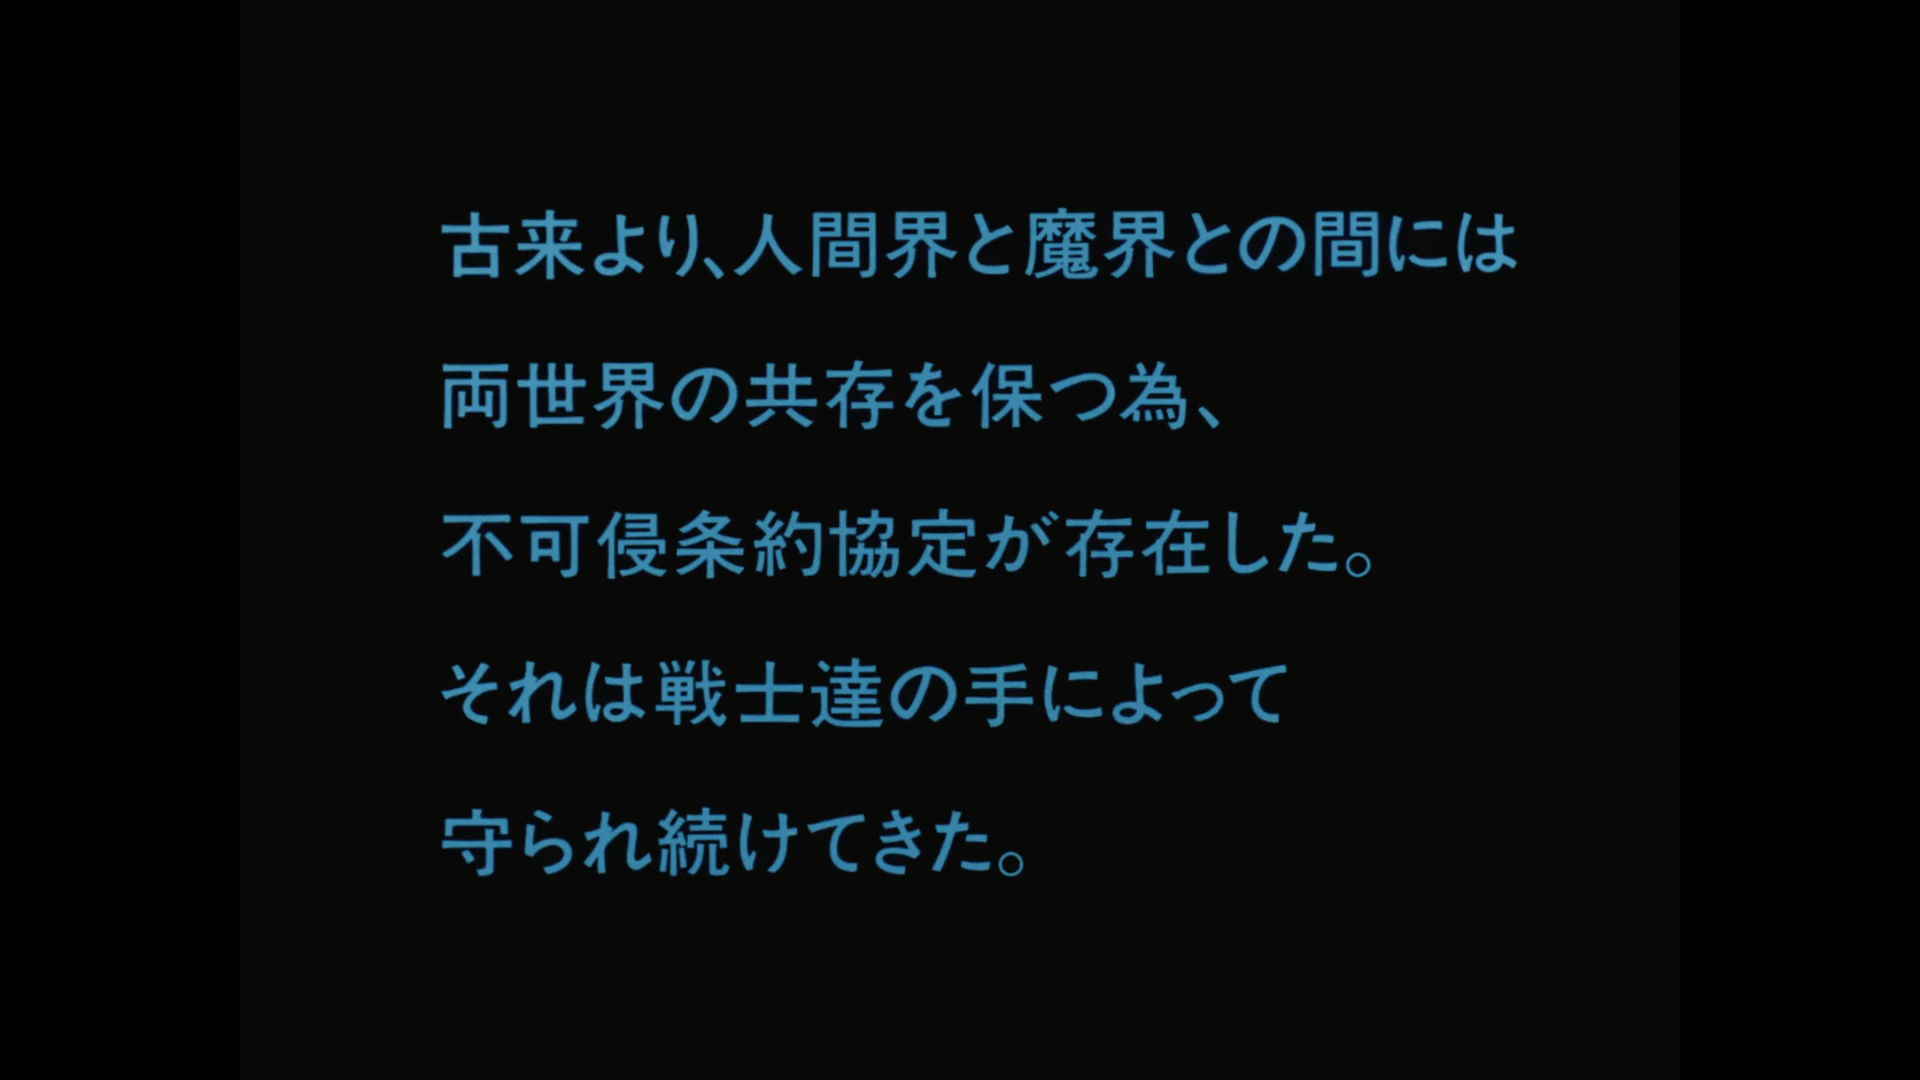 古来より、人間界と魔界との間には
両世界の共存を保つ為、
不可侵条約協定が存在した。
それは戦士達の手によって
守られ続けてきた。